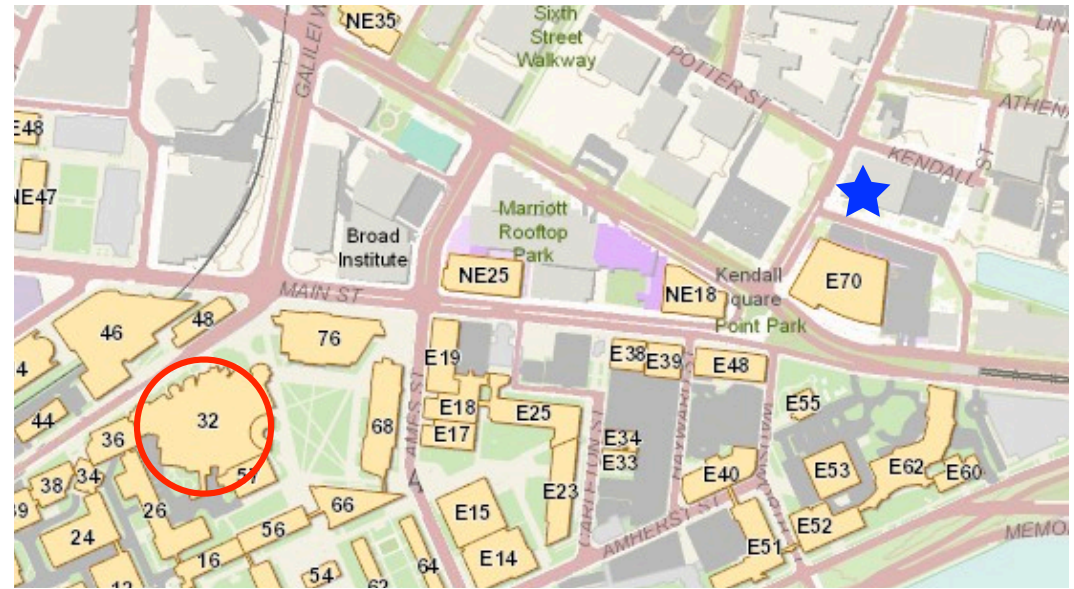 NE35
Sixth
Street
Walkway
GALILEI W
POTTER ST
LIN
ATHEN
KENDALL
ST
E48
NE47
Broad
Institute
Marriott
Rooftop
Park
NE25
NE18
Kendall
Square
Point Park
E70
MAIN ST
46
48
76
4
32
44
36
38
34
57
39
24
26
16
56
66
54
62
64
68
12
AMES ST
E19
E18
E17
E25
E23
E15
E14
E38
E39
E48
E34
E33
CARLETON ST
HAYWARD ST
AMHERST ST
E40
E51
E52
E53
E55
E62
E60
MEMO